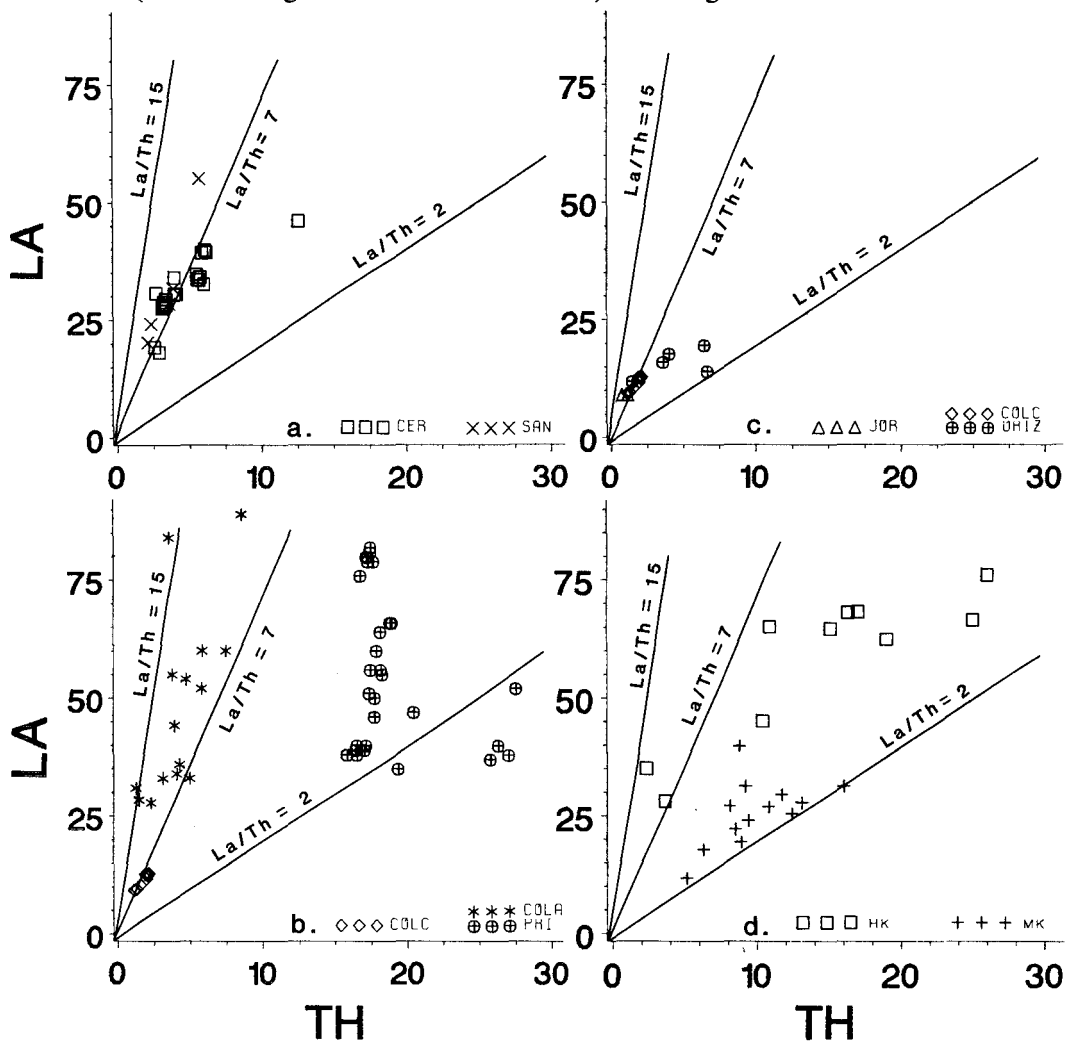 LA
75
50
25
0
La/Th = 15
La/Th = 7
La/Th = 2
a.
CER
SAN
0 10 20 30
75
50
25
0
La/Th=15
La/Th = 7
La/Th = 2
c.
JOR
COLC
OHIZ
0 10 20 30
LA
75
50
25
0
La/Th = 15
La/Th = 7
La/Th = 2
b.
COLC
COLA
PHI
0 10 20 30
TH
75
50
25
0
La/Th = 15
La/Th = 7
La/Th = 2
d.
HK
MK
0 10 20 30
TH